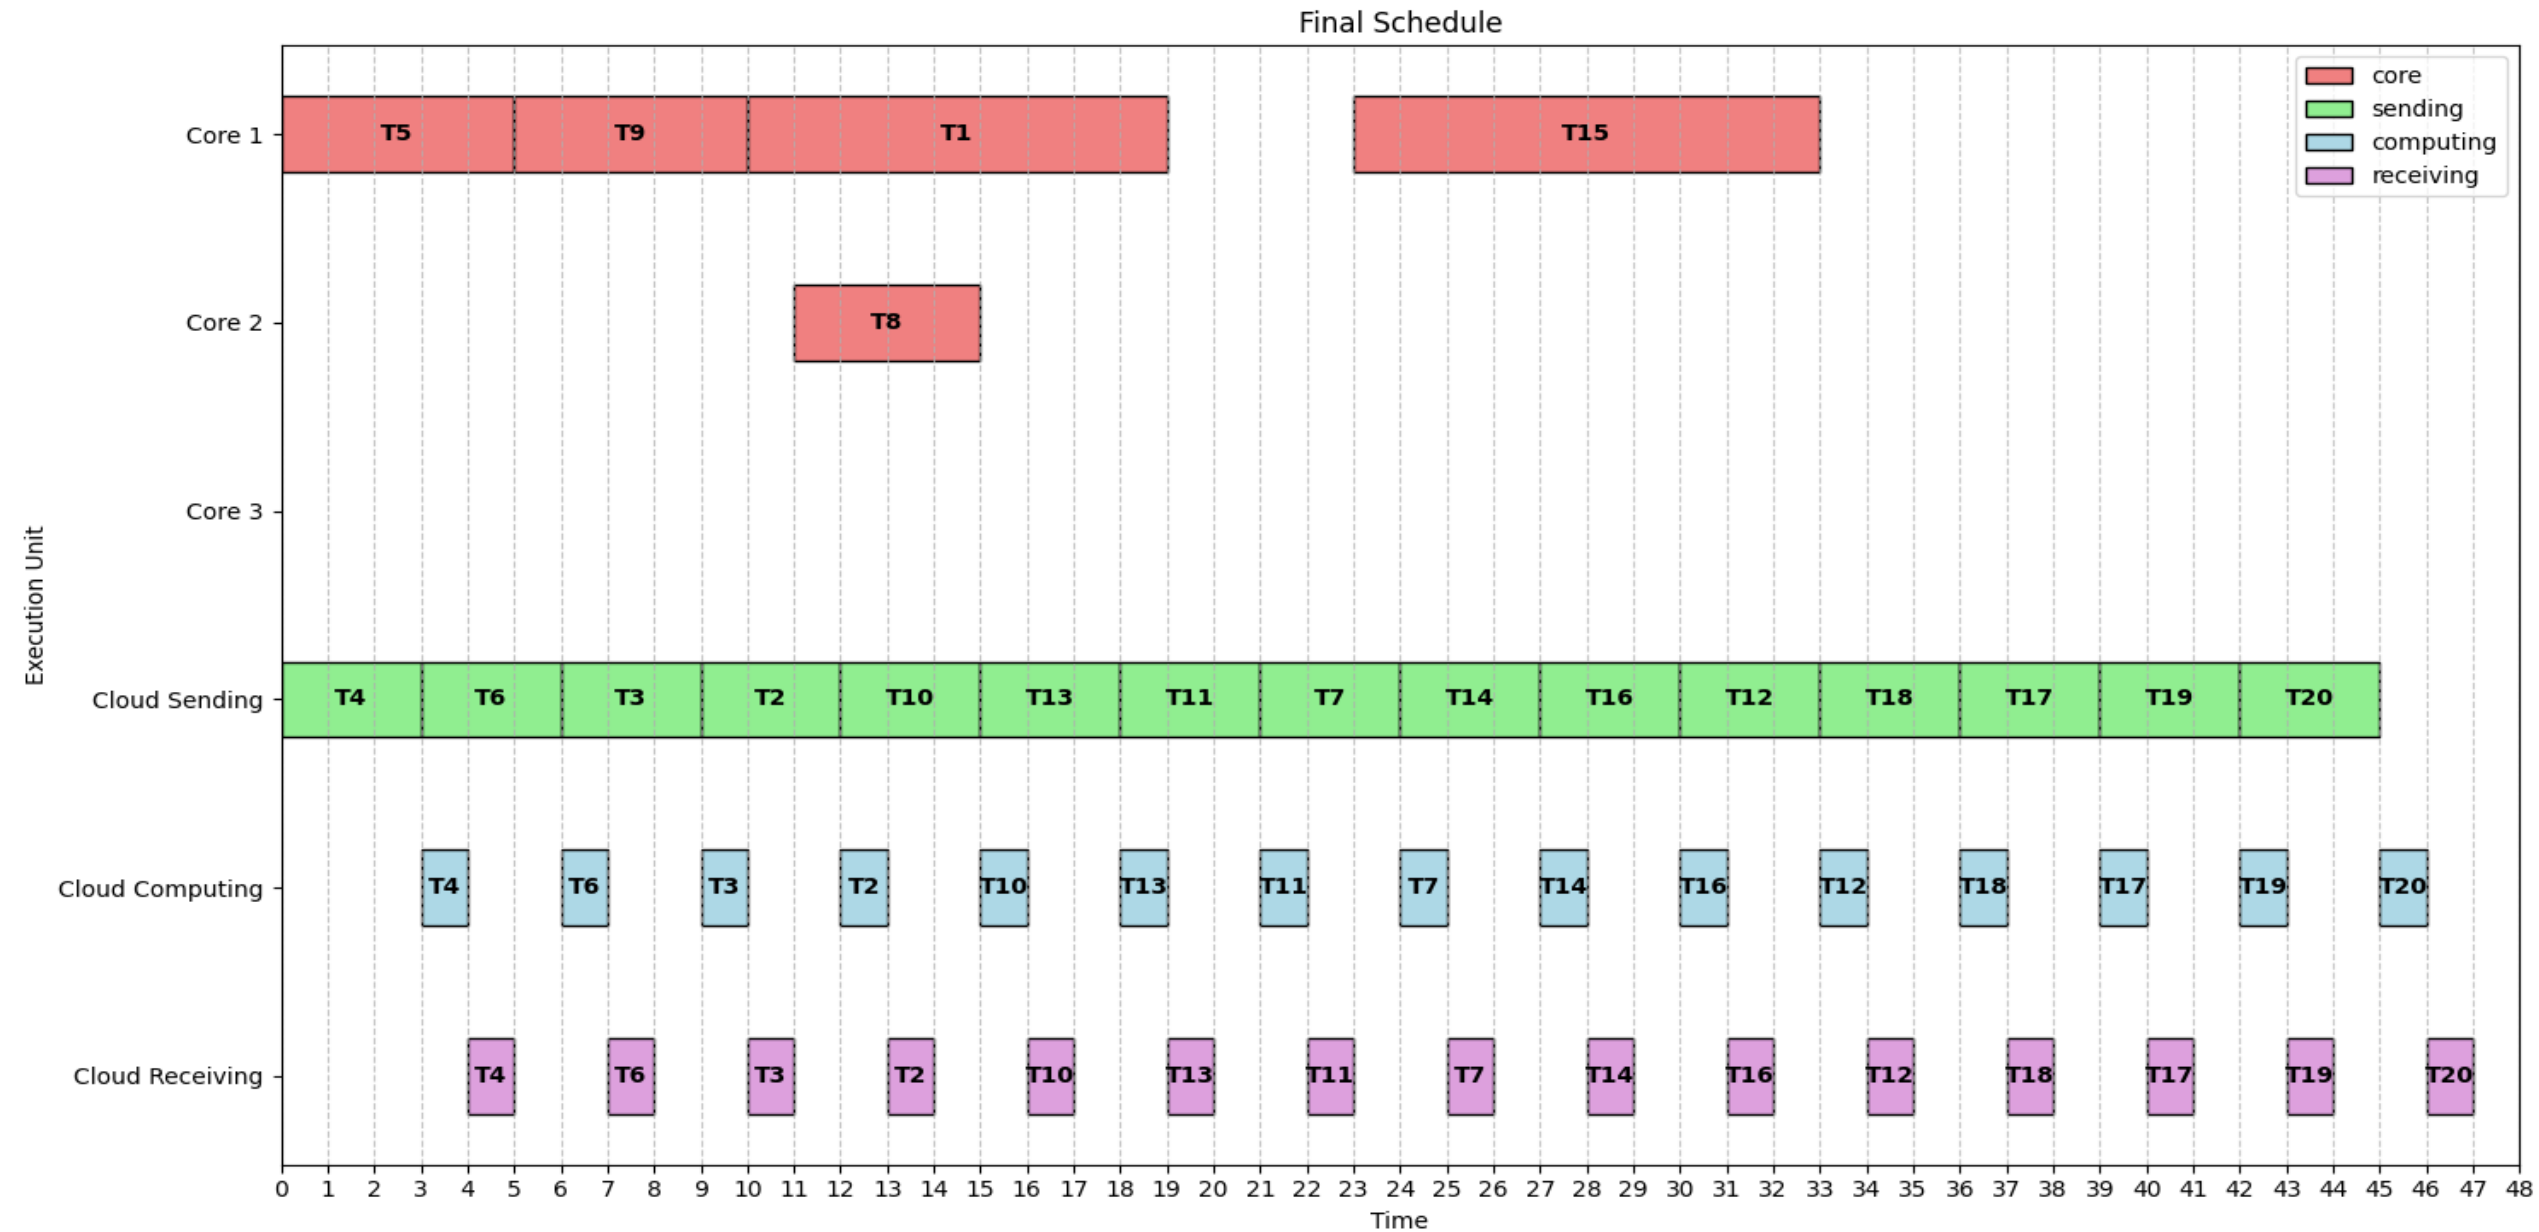 Final Schedule
core
sending
computing
receiving
Execution Unit
Core 1
T5 T9 T1 T15
Core 2
T8
Core 3
Cloud Sending
T4 T6 T3 T2 T10 T13 T11 T7 T14 T16 T12 T18 T17 T19 T20
Cloud Computing
T4 T6 T3 T2 T10 T13 T11 T7 T14 T16 T12 T18 T17 T19 T20
Cloud Receiving
T4 T6 T3 T2 T10 T13 T11 T7 T14 T16 T12 T18 T17 T19 T20
0 1 2 3 4 5 6 7 8 9 10 11 12 13 14 15 16 17 18 19 20 21 22 23 24 25 26 27 28 29 30 31 32 33 34 35 36 37 38 39 40 41 42 43 44 45 46 47 48
Time